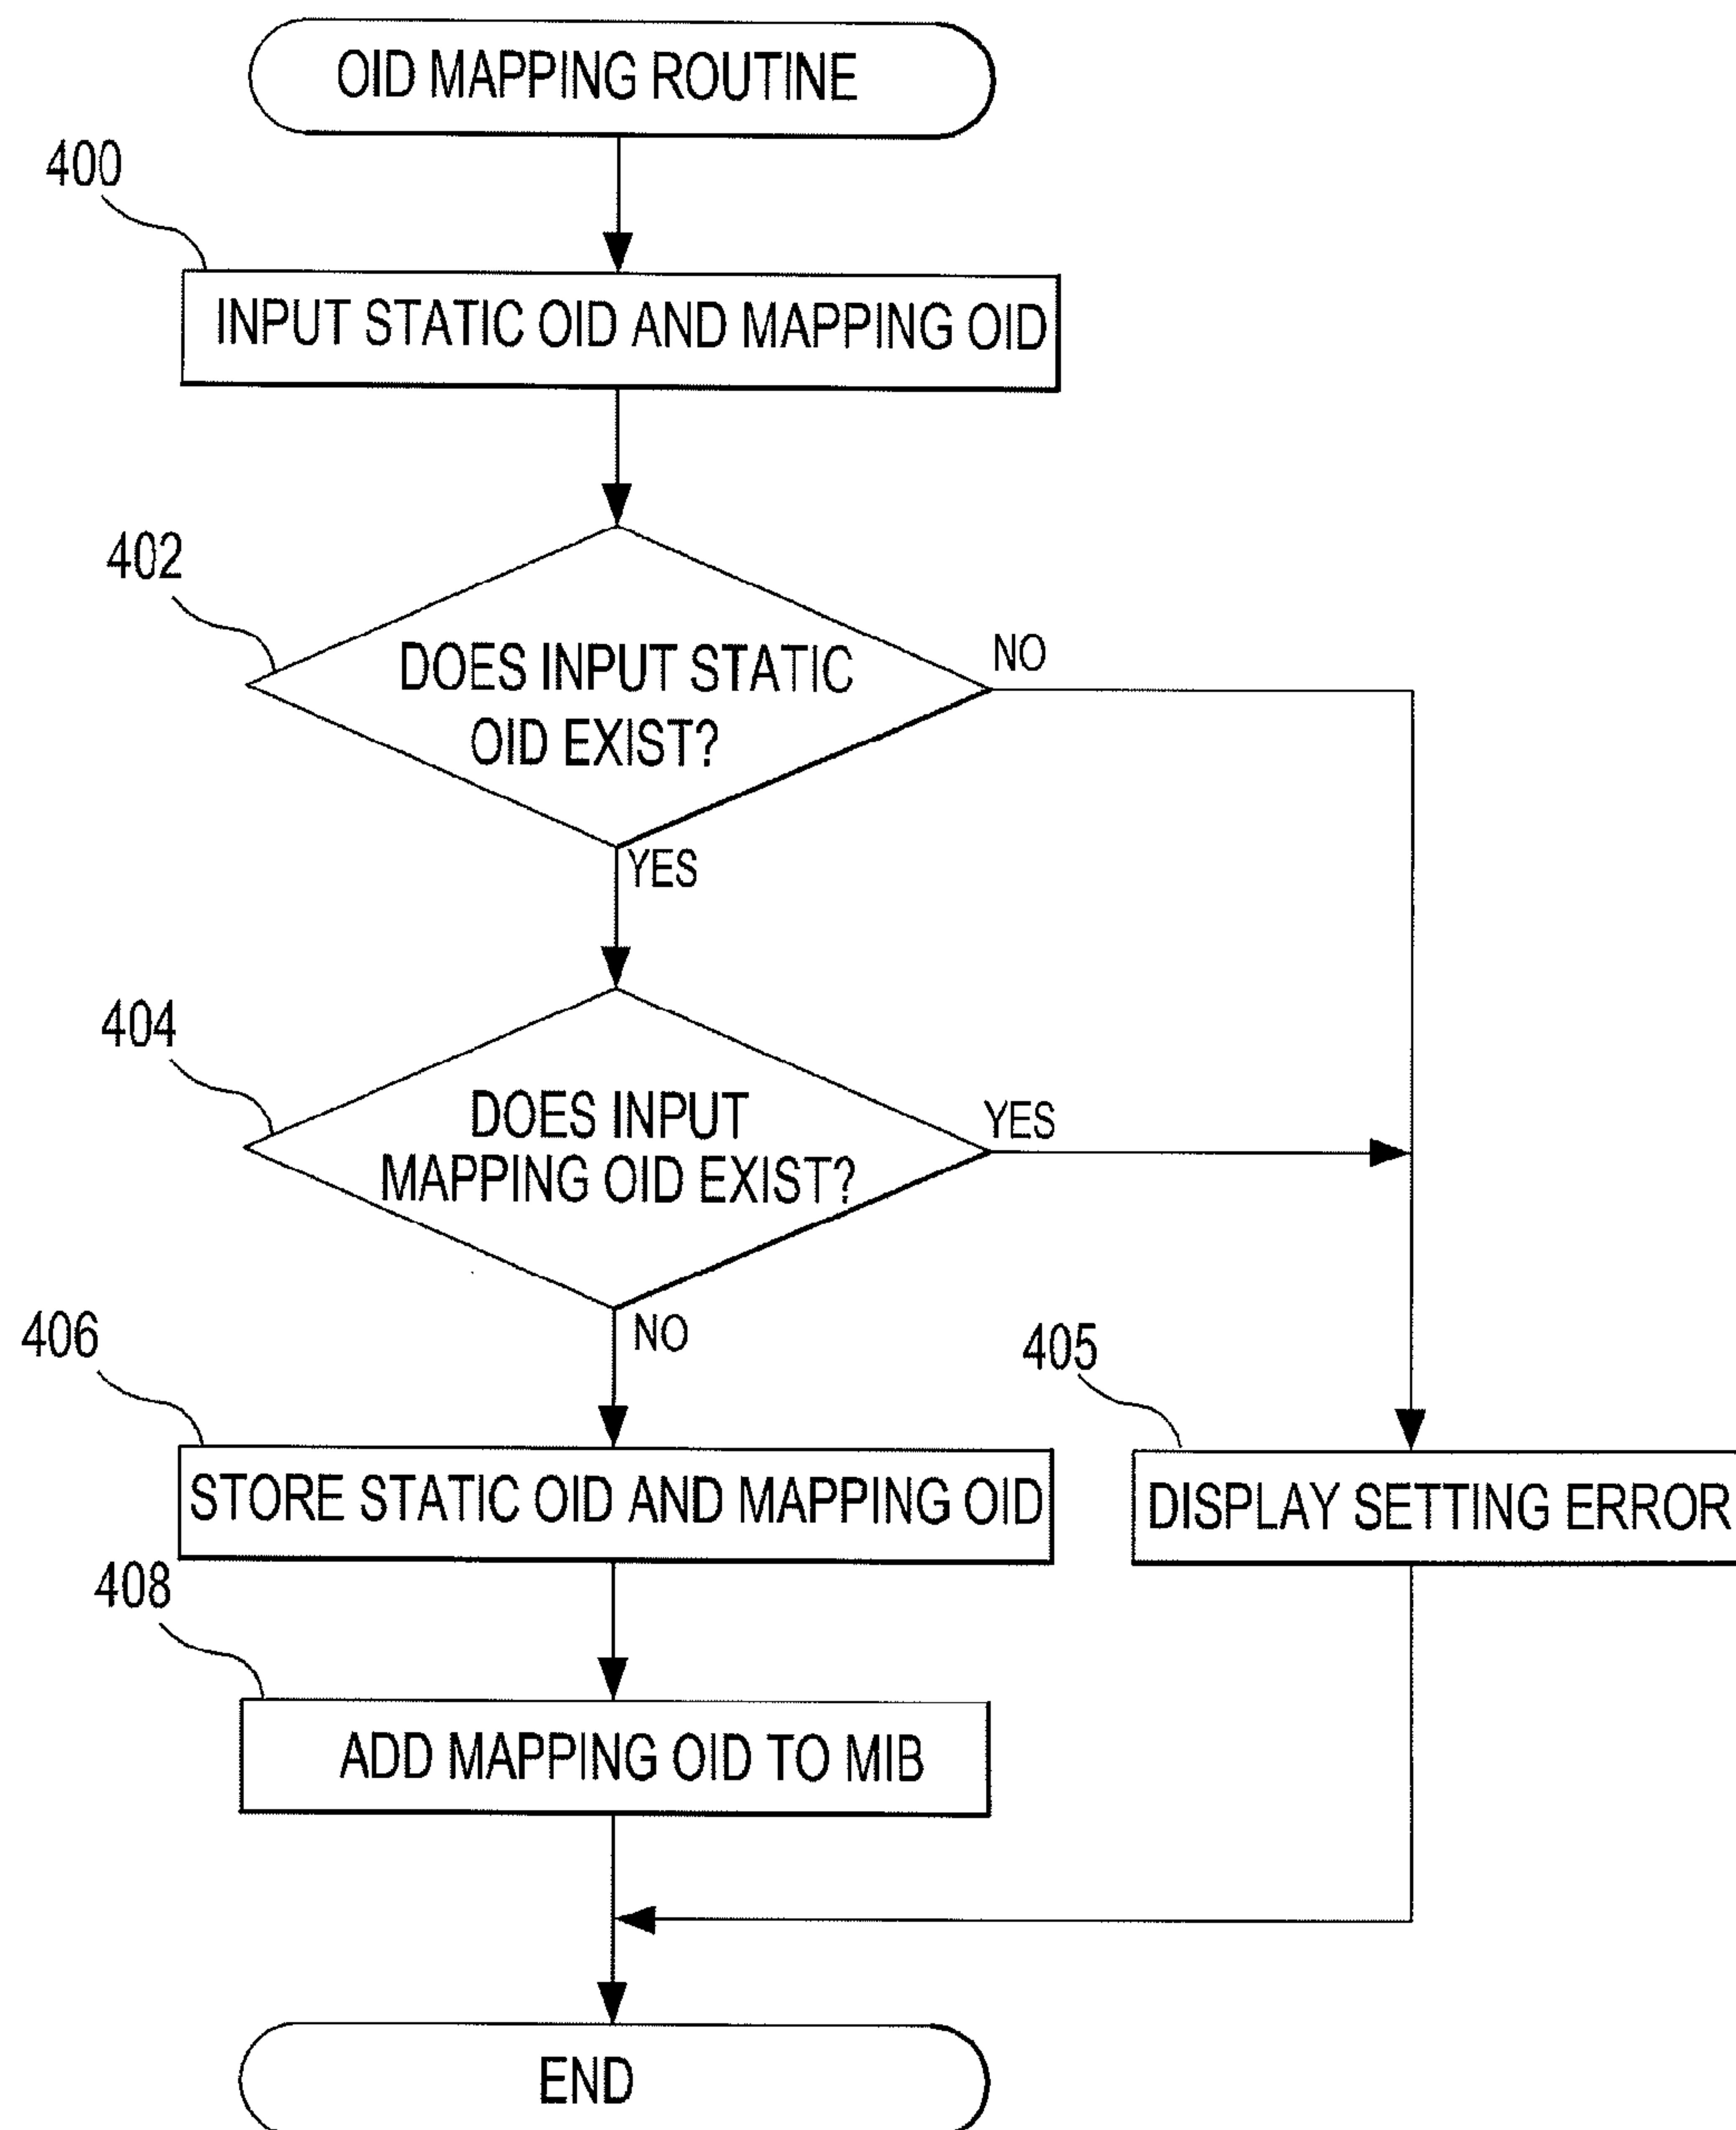 OID MAPPING ROUTINE
400
INPUT STATIC OID AND MAPPING OID
402
DOES INPUT STATIC
OID EXIST?
NO
YES
404
DOES INPUT
MAPPING OID EXIST?
YES
NO
406
STORE STATIC OID AND MAPPING OID
405
DISPLAY SETTING ERROR
408
ADD MAPPING OID TO MIB
END